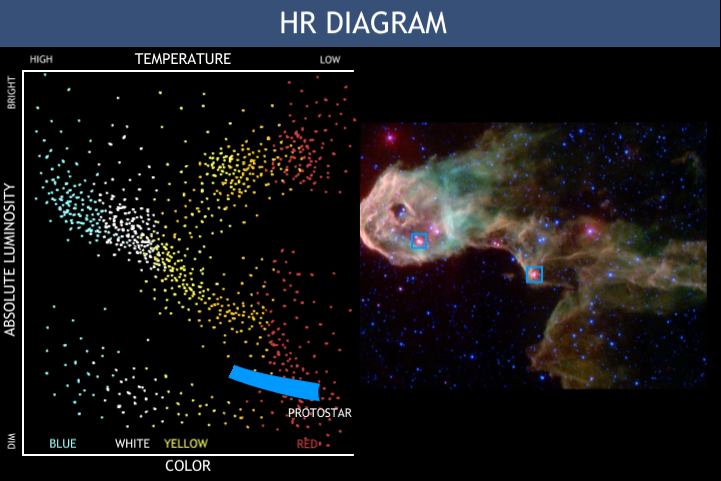 HR DIAGRAM
HIGH
TEMPERATURE
LOW
BRIGHT
ABSOLUTE LUMINOSITY
DIM
PROTOSTAR
BLUE
WHITE
YELLOW
RED
COLOR